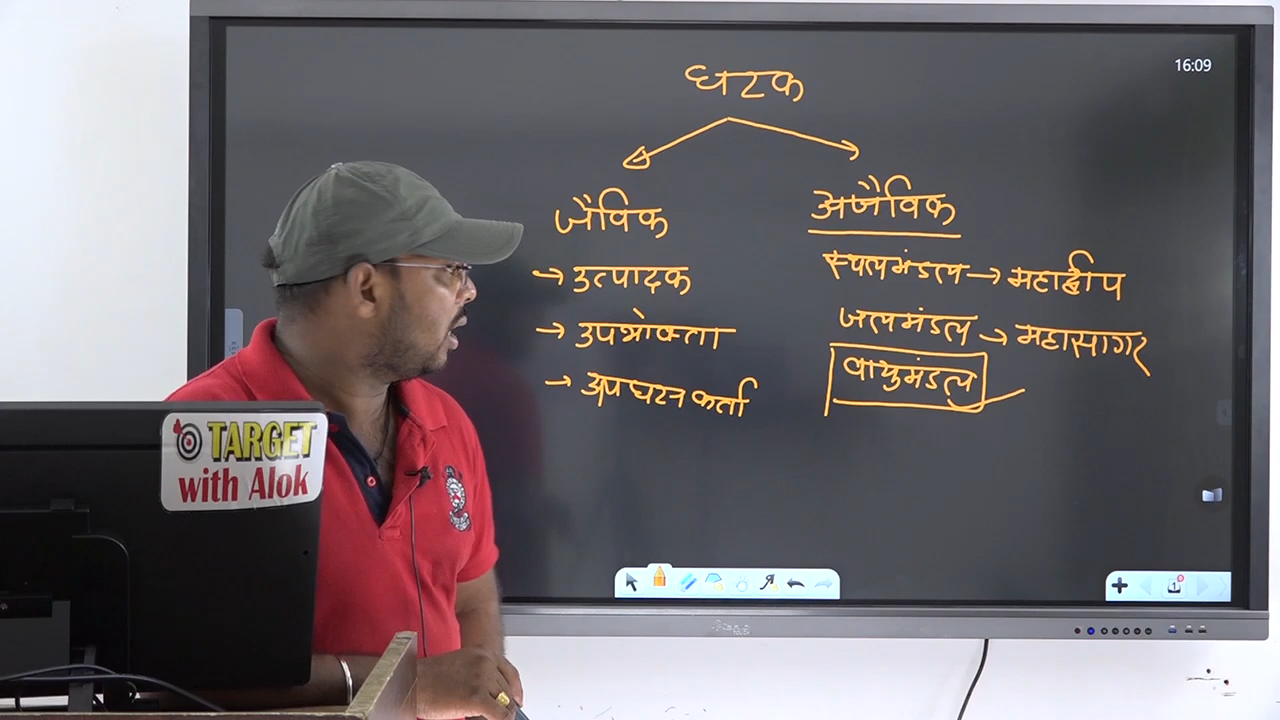 16:09
घटक
जैविक
अजैविक
→ उत्पादक
स्थलमंडल → महाद्वीप
→ उपभोक्ता
जलमंडल → महासागर
→ अपघटनकर्ता
वायुमंडल
TARGET
with Alok